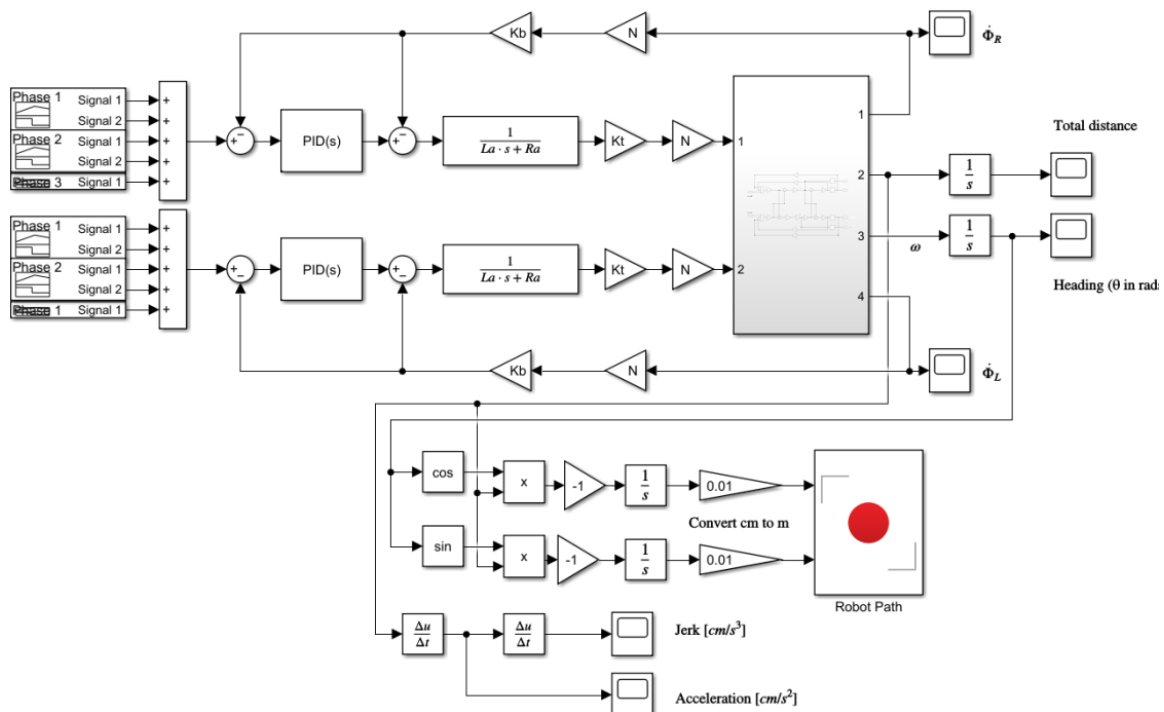 Kb
N
Φ̇_R
Phase 1
Signal 1
+
Signal 2
+
Phase 2
Signal 1
+
Signal 2
+
Phase 3
Signal 1
+
+ −
PID(s)
+ −
1
La · s + Ra
Kt
N
1
1
Total distance
2
1
s
Phase 1
Signal 1
+
Signal 2
+
Phase 2
Signal 1
+
Signal 2
+
Phase 1
Signal 1
+
+ −
PID(s)
+ −
1
La · s + Ra
Kt
N
2
3
ω
1
s
4
Heading (θ in rads
Kb
N
Φ̇_L
cos
x
-1
1
s
0.01
Convert cm to m
sin
x
-1
1
s
0.01
Robot Path
Δu
Δt
Δu
Δt
Jerk [cm/s³]
Acceleration [cm/s²]